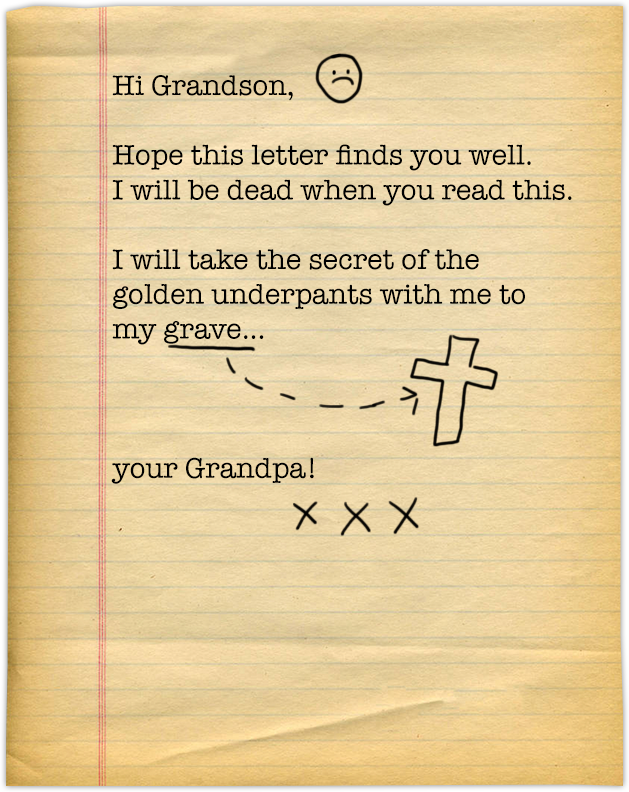 Hi Grandson,
Hope this letter finds you well.
I will be dead when you read this.
I will take the secret of the
golden underpants with me to
my grave...
your Grandpa!
x x x